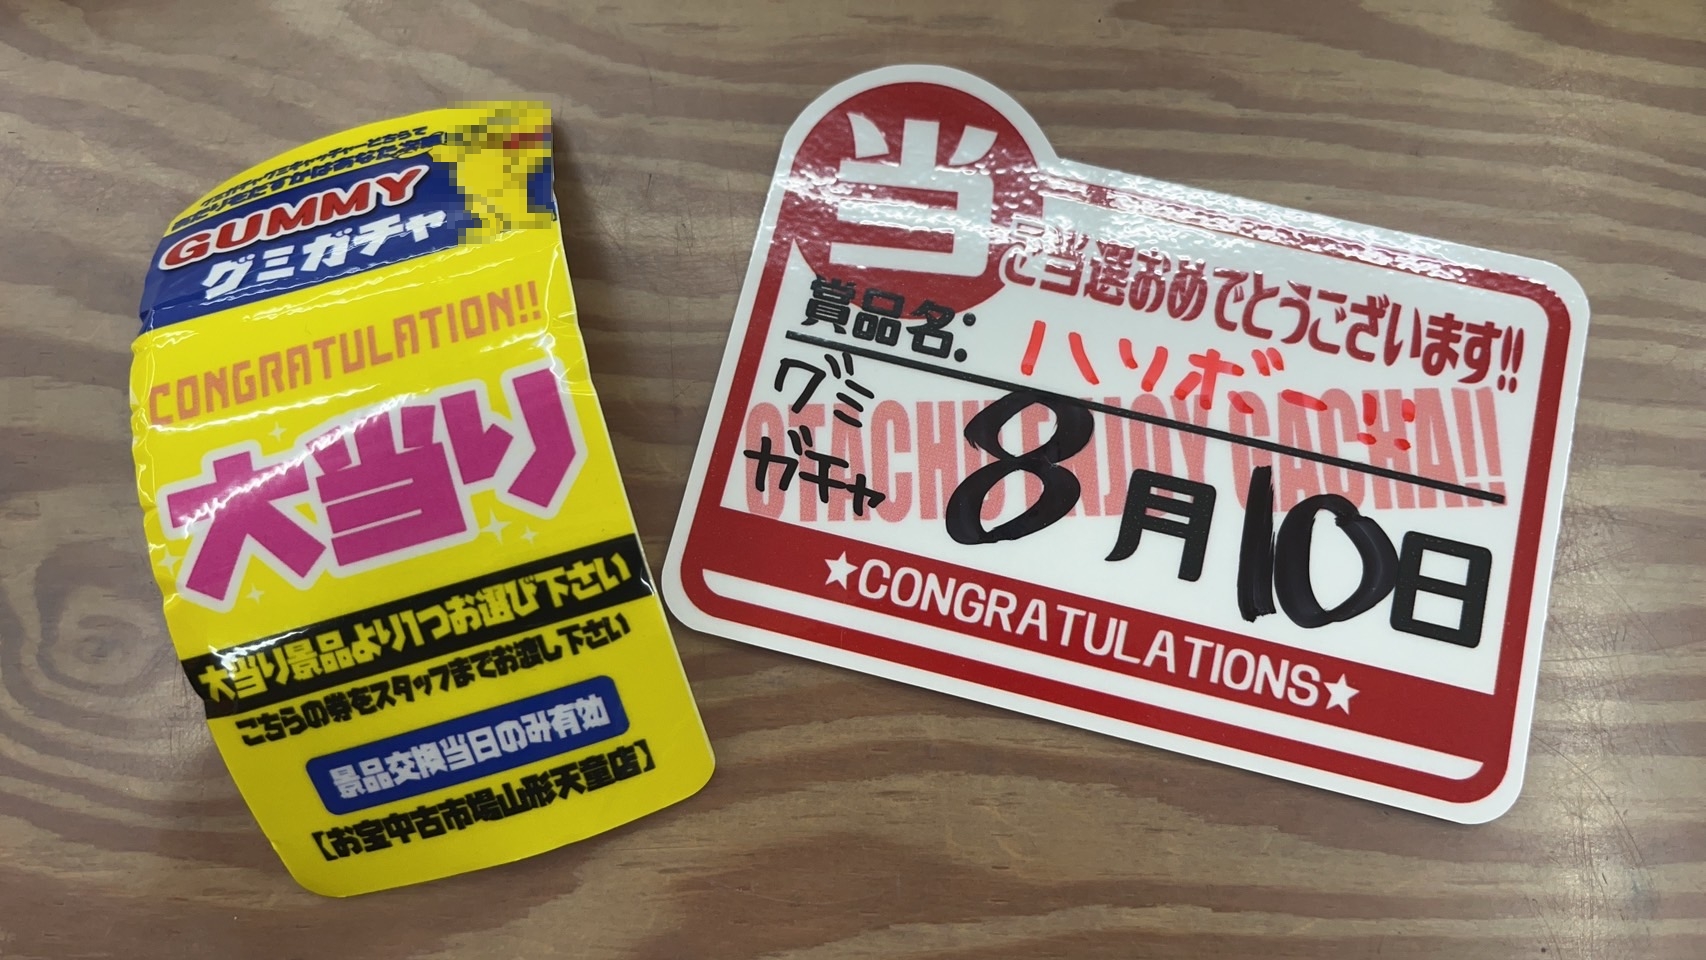 GUMMY
グミガチャ
CONGRATULATION!!
大当り
大当り景品より1つお選び下さい
こちらの券をスタッフまでお渡し下さい
景品交換当日のみ有効
【お宝中古市場山形天童店】
当
ご当選おめでとうございます!!
賞品名:ハツボー!!
OTACHU ENJOY GACHA!!
グミ
ガチャ
8月10日
★CONGRATULATIONS★